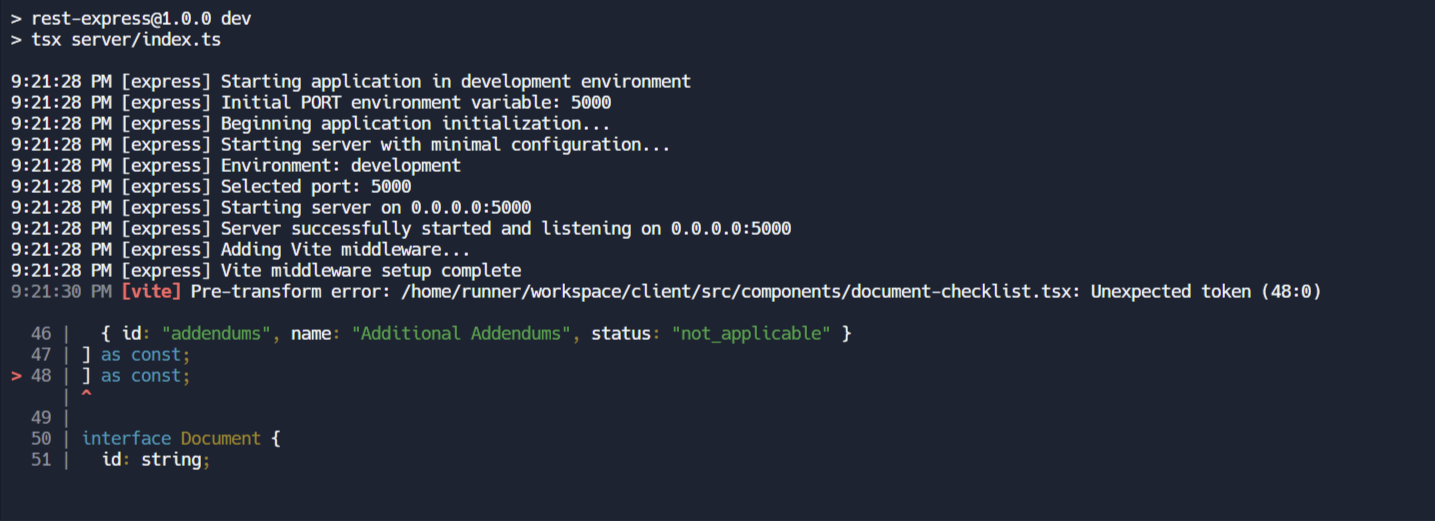 > rest-express@1.0.0 dev
> tsx server/index.ts
9:21:28 PM [express] Starting application in development environment
9:21:28 PM [express] Initial PORT environment variable: 5000
9:21:28 PM [express] Beginning application initialization...
9:21:28 PM [express] Starting server with minimal configuration...
9:21:28 PM [express] Environment: development
9:21:28 PM [express] Selected port: 5000
9:21:28 PM [express] Starting server on 0.0.0.0:5000
9:21:28 PM [express] Server successfully started and listening on 0.0.0.0:5000
9:21:28 PM [express] Adding Vite middleware...
9:21:28 PM [express] Vite middleware setup complete
9:21:30 PM [vite] Pre-transform error: /home/runner/workspace/client/src/components/document-checklist.tsx: Unexpected token (48:0)
  46 |   { id: "addendums", name: "Additional Addendums", status: "not_applicable" }
  47 | ] as const;
> 48 | ] as const;
     | ^
  49 |
  50 | interface Document {
  51 |   id: string;